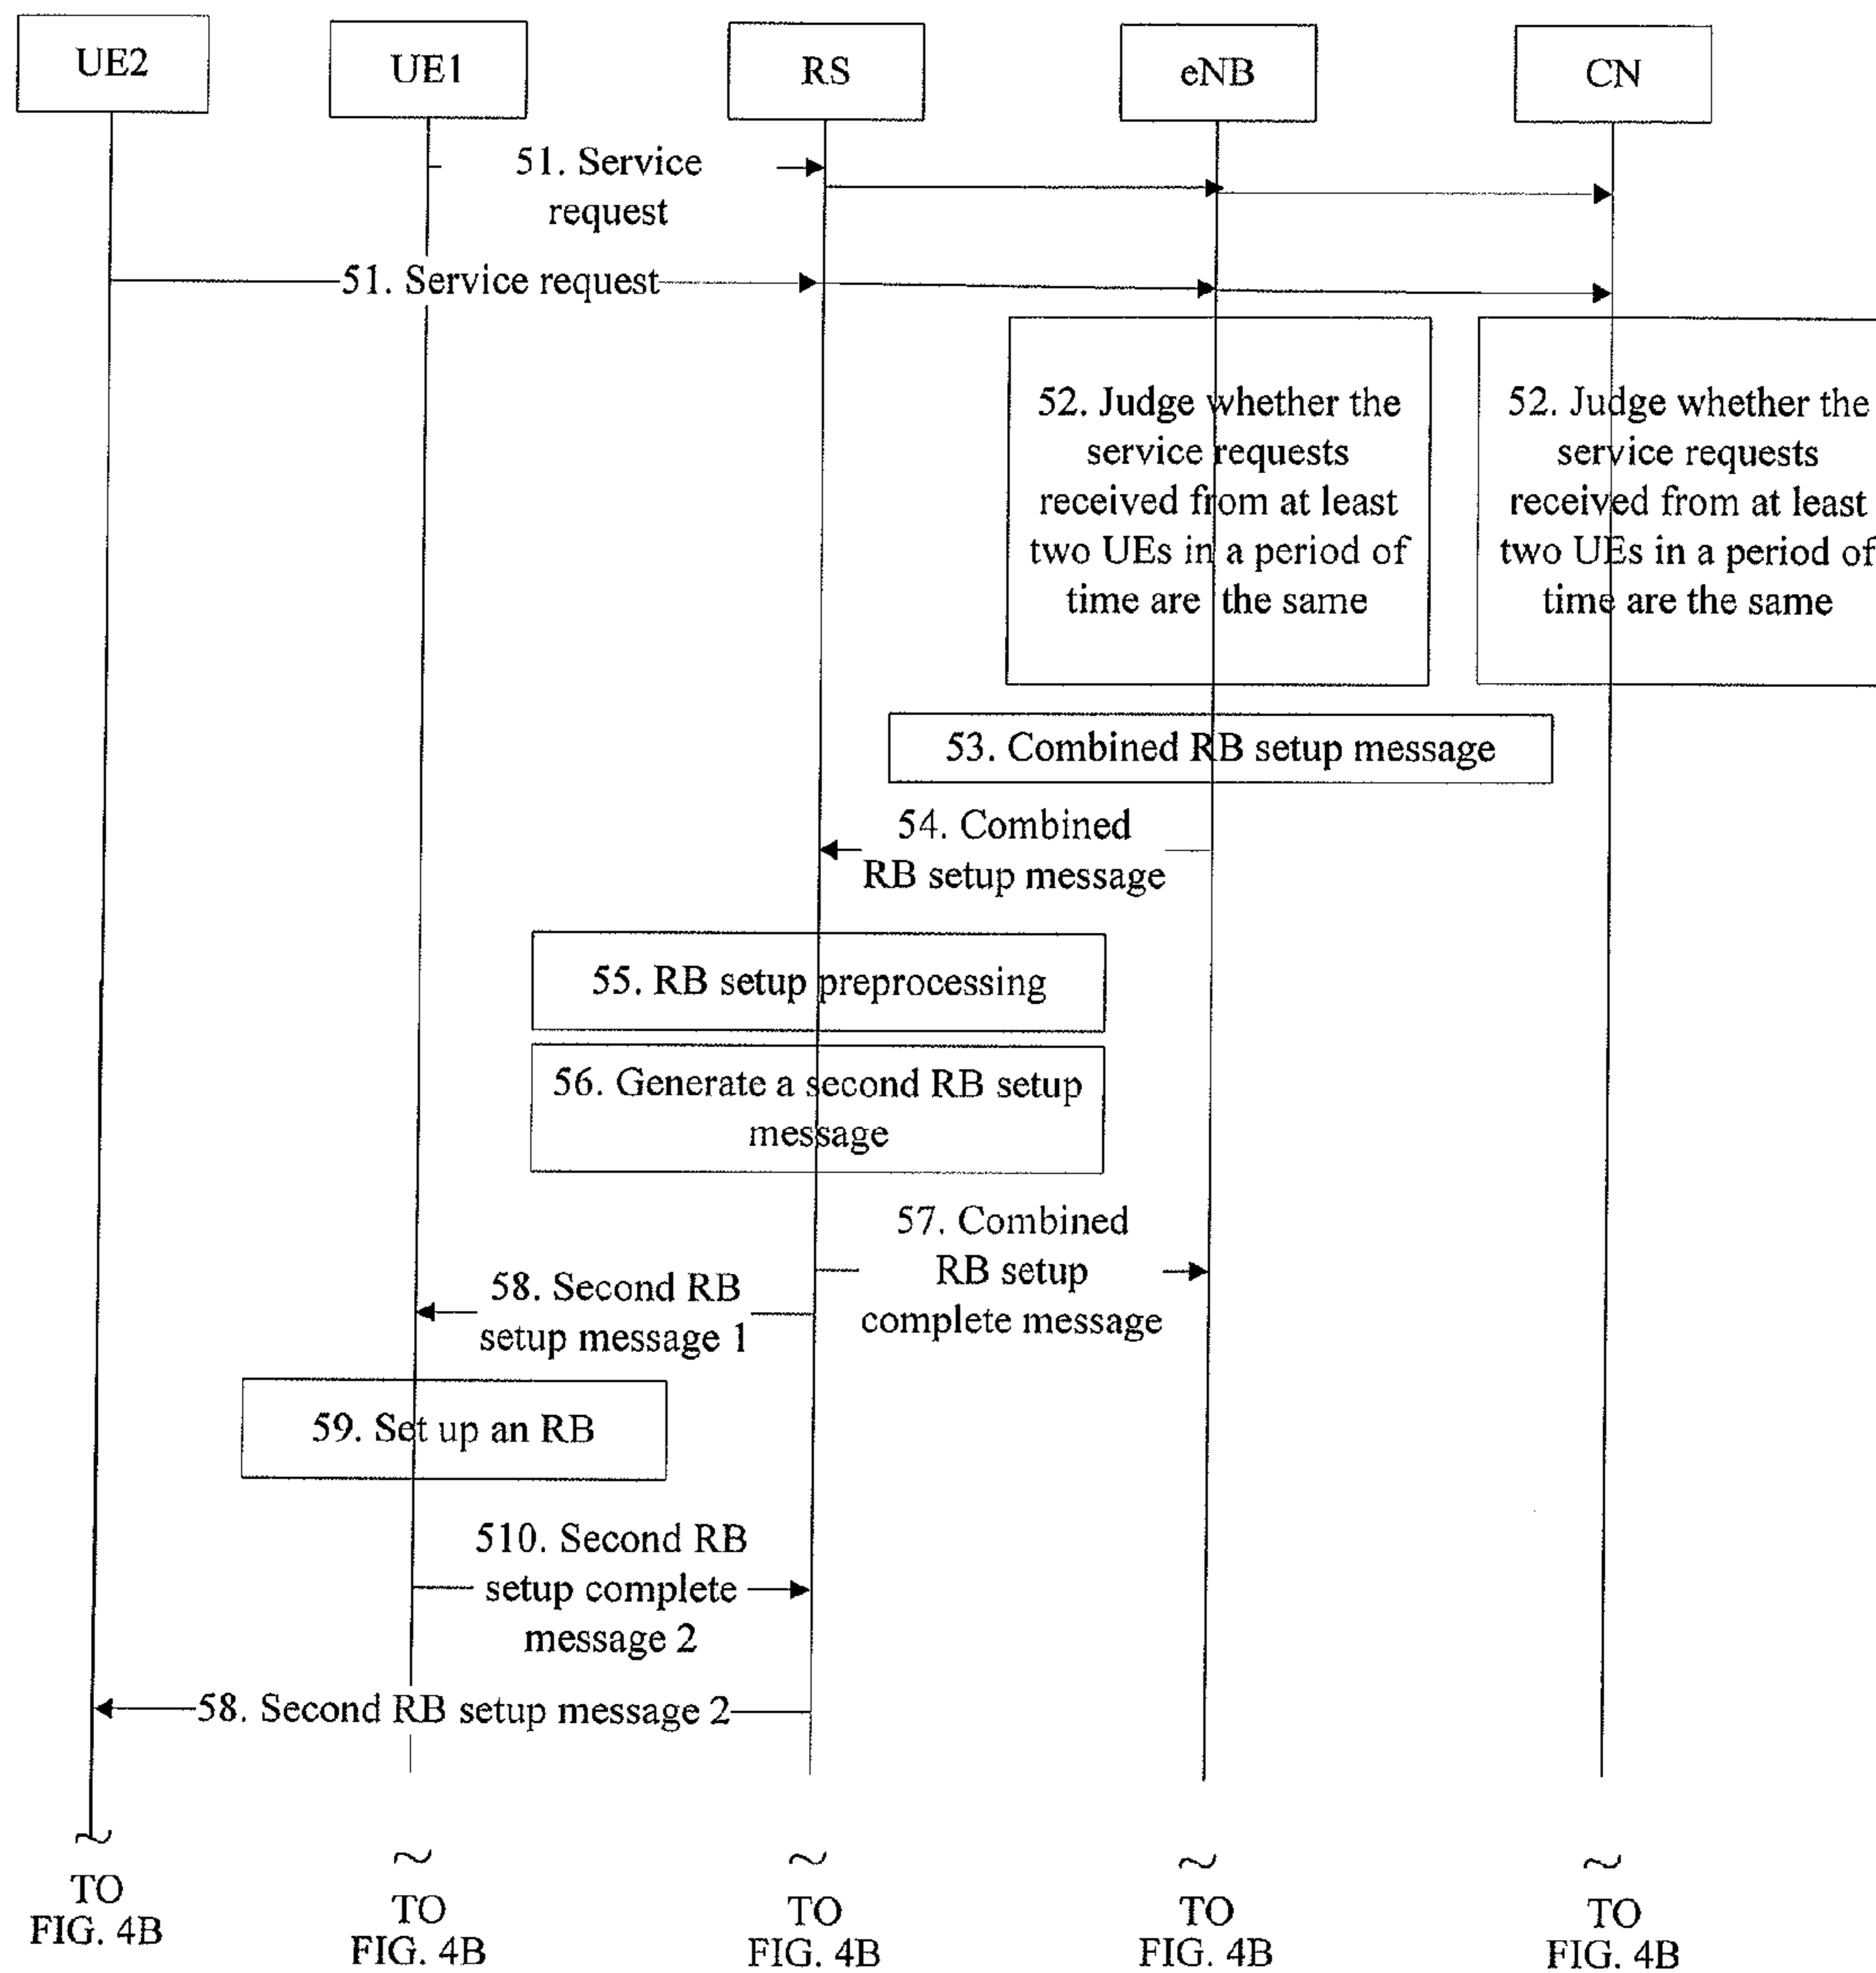 UE2
UE1
RS
eNB
CN
51. Service
request
51. Service request
52. Judge whether the
service requests
received from at least
two UEs in a period of
time are the same
52. Judge whether the
service requests
received from at least
two UEs in a period of
time are the same
53. Combined RB setup message
54. Combined
RB setup message
55. RB setup preprocessing
56. Generate a second RB setup
message
57. Combined
RB setup
complete message
58. Second RB
setup message 1
59. Set up an RB
510. Second RB
setup complete
message 2
58. Second RB setup message 2
TO
FIG. 4B
TO
FIG. 4B
TO
FIG. 4B
TO
FIG. 4B
TO
FIG. 4B